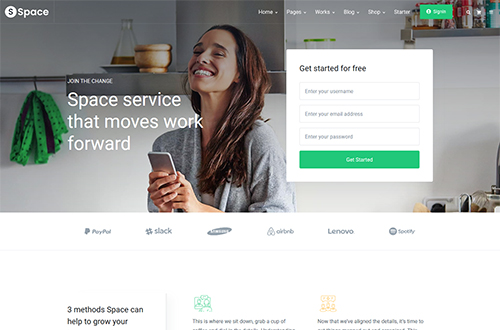 Space
Home Pages Works Blog Shop Starter Sign in
JOIN THE CHANGE
Space service
that moves work
forward
Get started for free
Enter your username
Enter your email address
Enter your password
Get Started
PayPal slack SAMSUNG airbnb Lenovo Spotify
3 methods Space can
help to grow your
This is where we sit down, grab a cup of
Now that we've aligned the details, it's time to